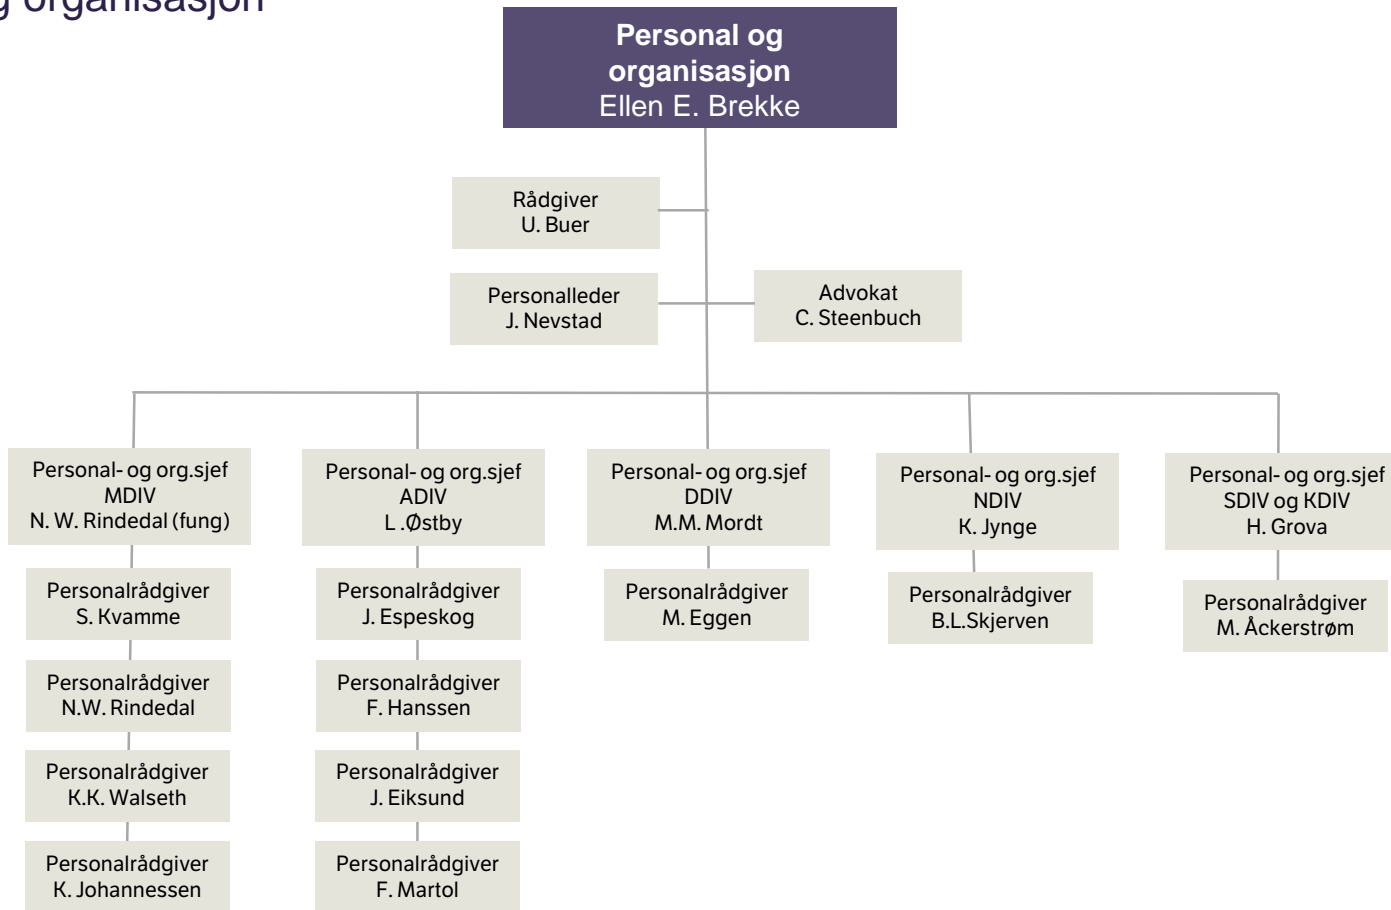 g organisasjon
Personal og
organisasjon
Ellen E. Brekke
Rådgiver
U. Buer
Personalleder
J. Nevstad
Advokat
C. Steenbuch
Personal- og org.sjef
MDIV
N. W. Rindedal (fung)
Personal- og org.sjef
ADIV
L .Østby
Personal- og org.sjef
DDIV
M.M. Mordt
Personal- og org.sjef
NDIV
K. Jynge
Personal- og org.sjef
SDIV og KDIV
H. Grova
Personalrådgiver
S. Kvamme
Personalrådgiver
J. Espeskog
Personalrådgiver
M. Eggen
Personalrådgiver
B.L.Skjerven
Personalrådgiver
M. Åckerstrøm
Personalrådgiver
N.W. Rindedal
Personalrådgiver
F. Hanssen
Personalrådgiver
K.K. Walseth
Personalrådgiver
J. Eiksund
Personalrådgiver
K. Johannessen
Personalrådgiver
F. Martol